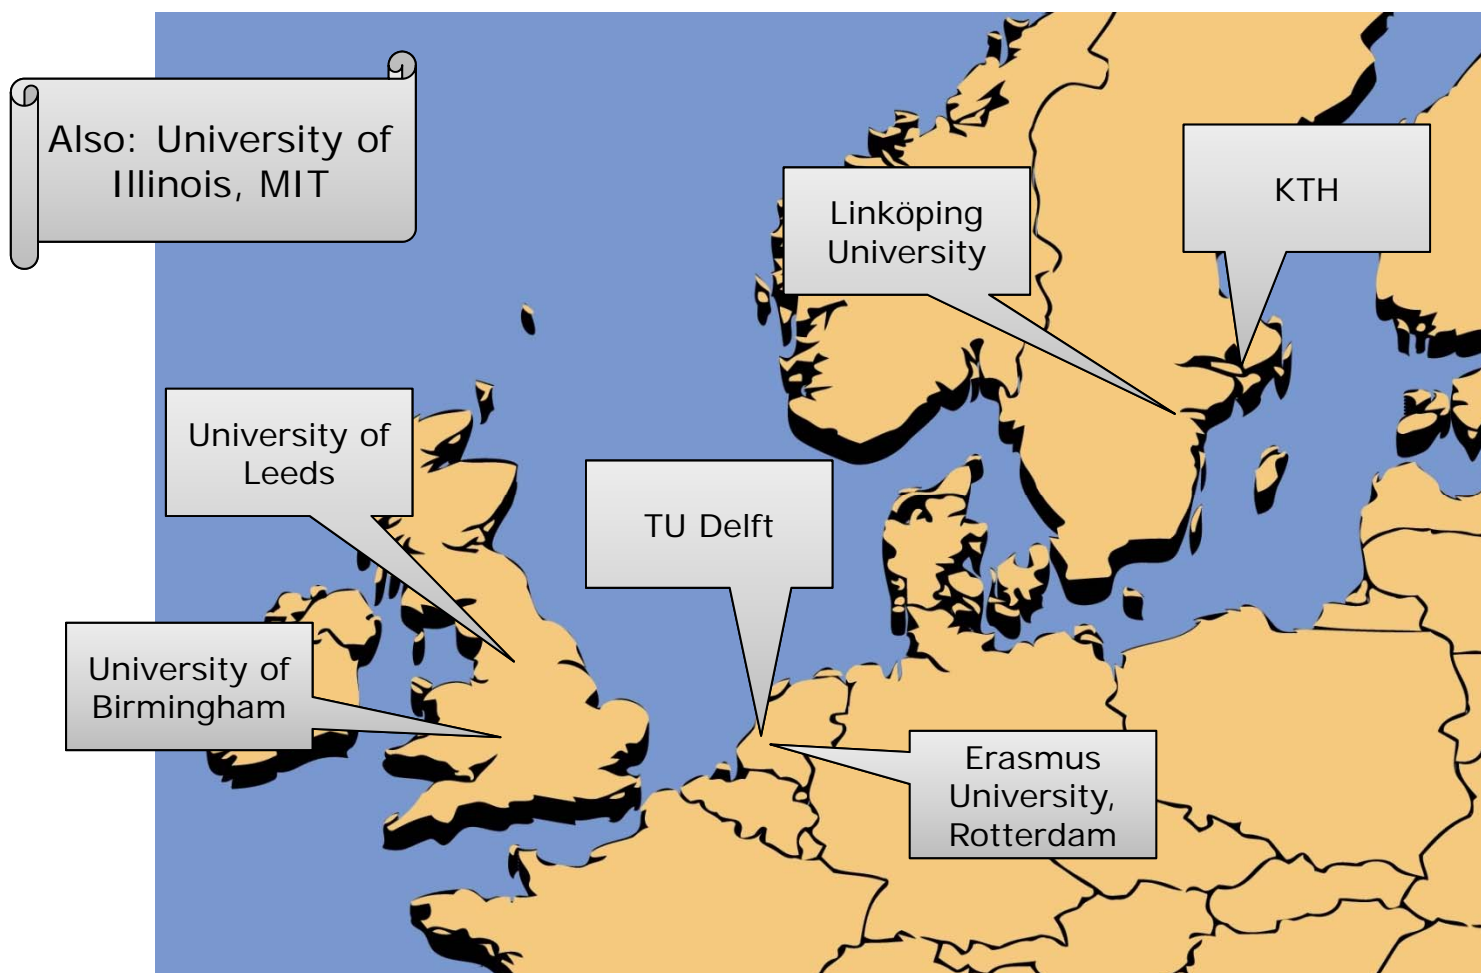 Also: University of
Illinois, MIT
KTH
Linköping
University
University of
Leeds
TU Delft
University of
Birmingham
Erasmus
University,
Rotterdam